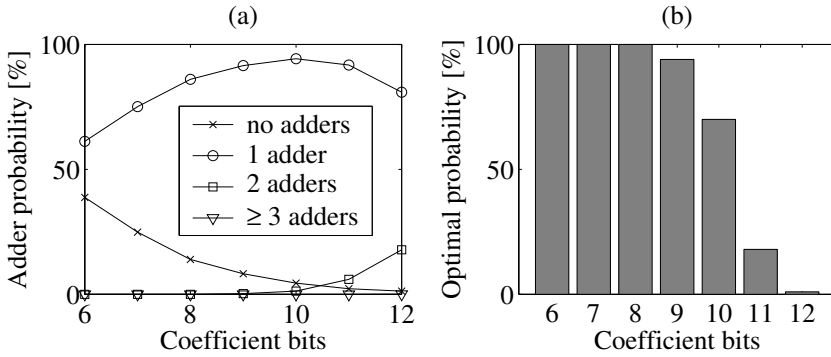 (a)
100
50
0
Adder probability [%]
no adders
1 adder
2 adders
≥ 3 adders
6 8 10 12
Coefficient bits
(b)
100
50
0
Optimal probability [%]
6 7 8 9 10 11 12
Coefficient bits